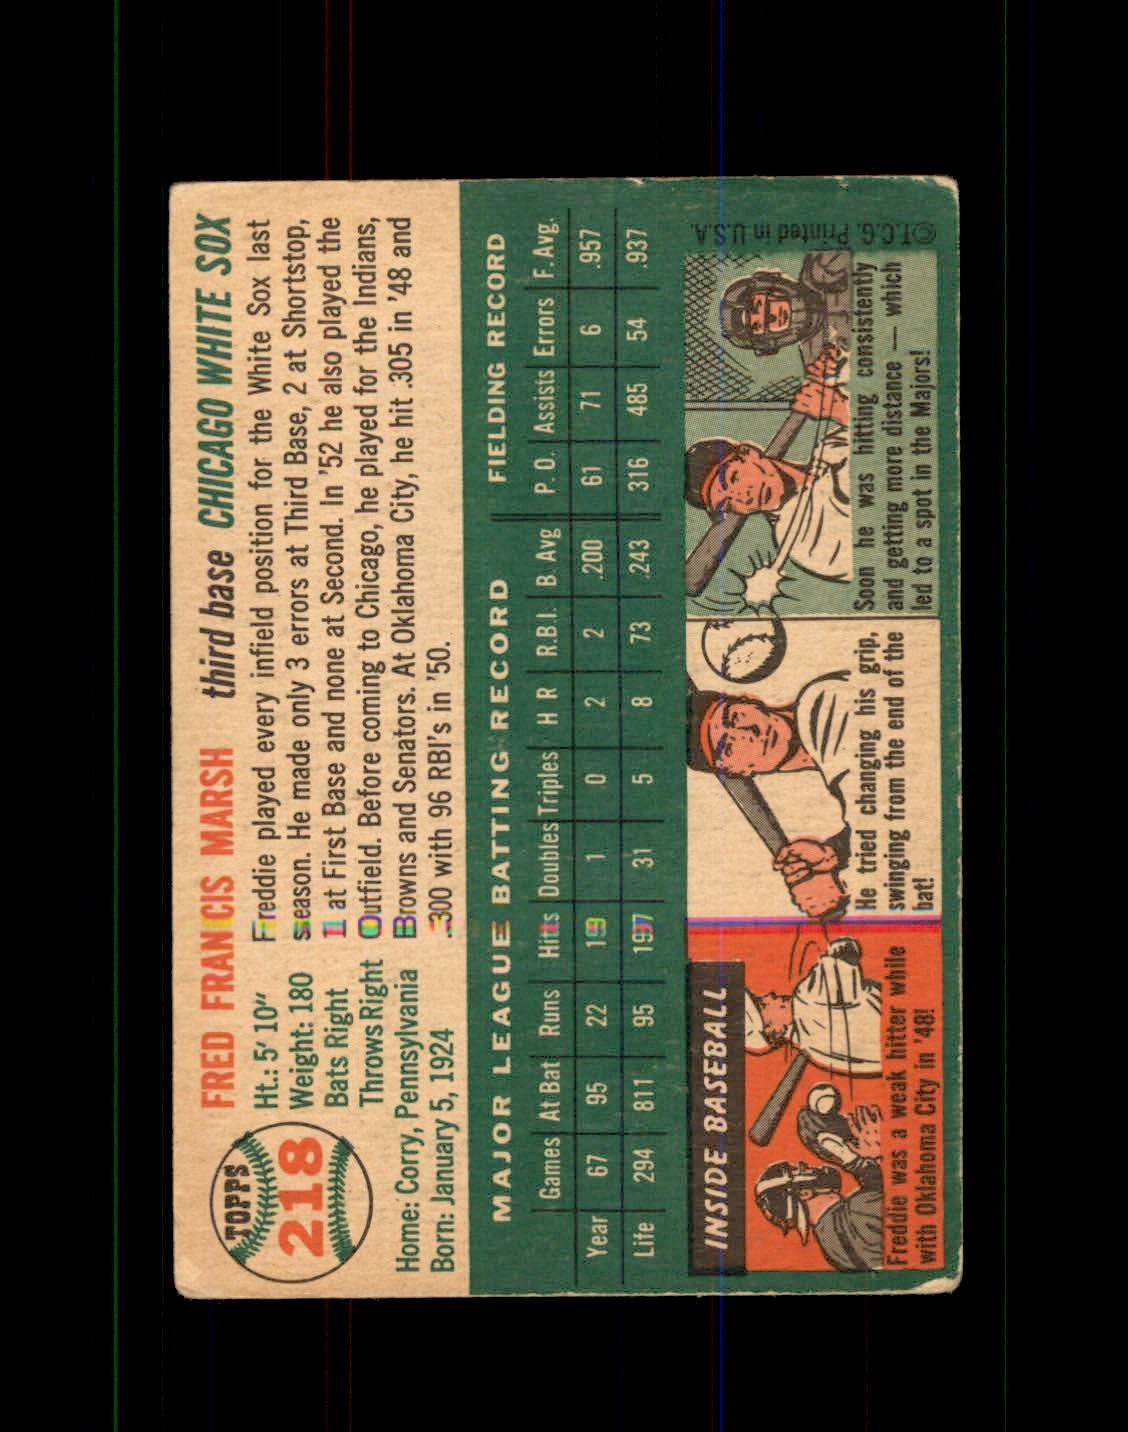 TOPPS
218
FRED FRANCIS MARSH third base CHICAGO WHITE SOX
Ht.: 5' 10"
Weight: 180
Bats Right
Throws Right
Home: Corry, Pennsylvania
Born: January 5, 1924
Freddie played every infield position for the White Sox last
season. He made only 3 errors at Third Base, 2 at Shortstop,
1 at First Base and none at Second. In '52 he also played the
Outfield. Before coming to Chicago, he played for the Indians,
Browns and Senators. At Oklahoma City, he hit .305 in '48 and
.300 with 96 RBI's in '50.
MAJOR LEAGUE BATTING RECORD FIELDING RECORD
Games At Bat Runs Hits Doubles Triples H R R.B.I. B. Avg P. O. Assists Errors F. Avg.
Year 67 95 22 19 1 0 2 2 .200 61 71 6 .957
Life 294 811 95 197 31 5 8 73 .243 316 485 54 .937
INSIDE BASEBALL
Freddie was a weak hitter while
with Oklahoma City in '48!
He tried changing his grip,
swinging from the end of the
bat!
Soon he was hitting consistently
and getting more distance — which
led to a spot in the Majors!
©T.C.G. Printed in U.S.A.